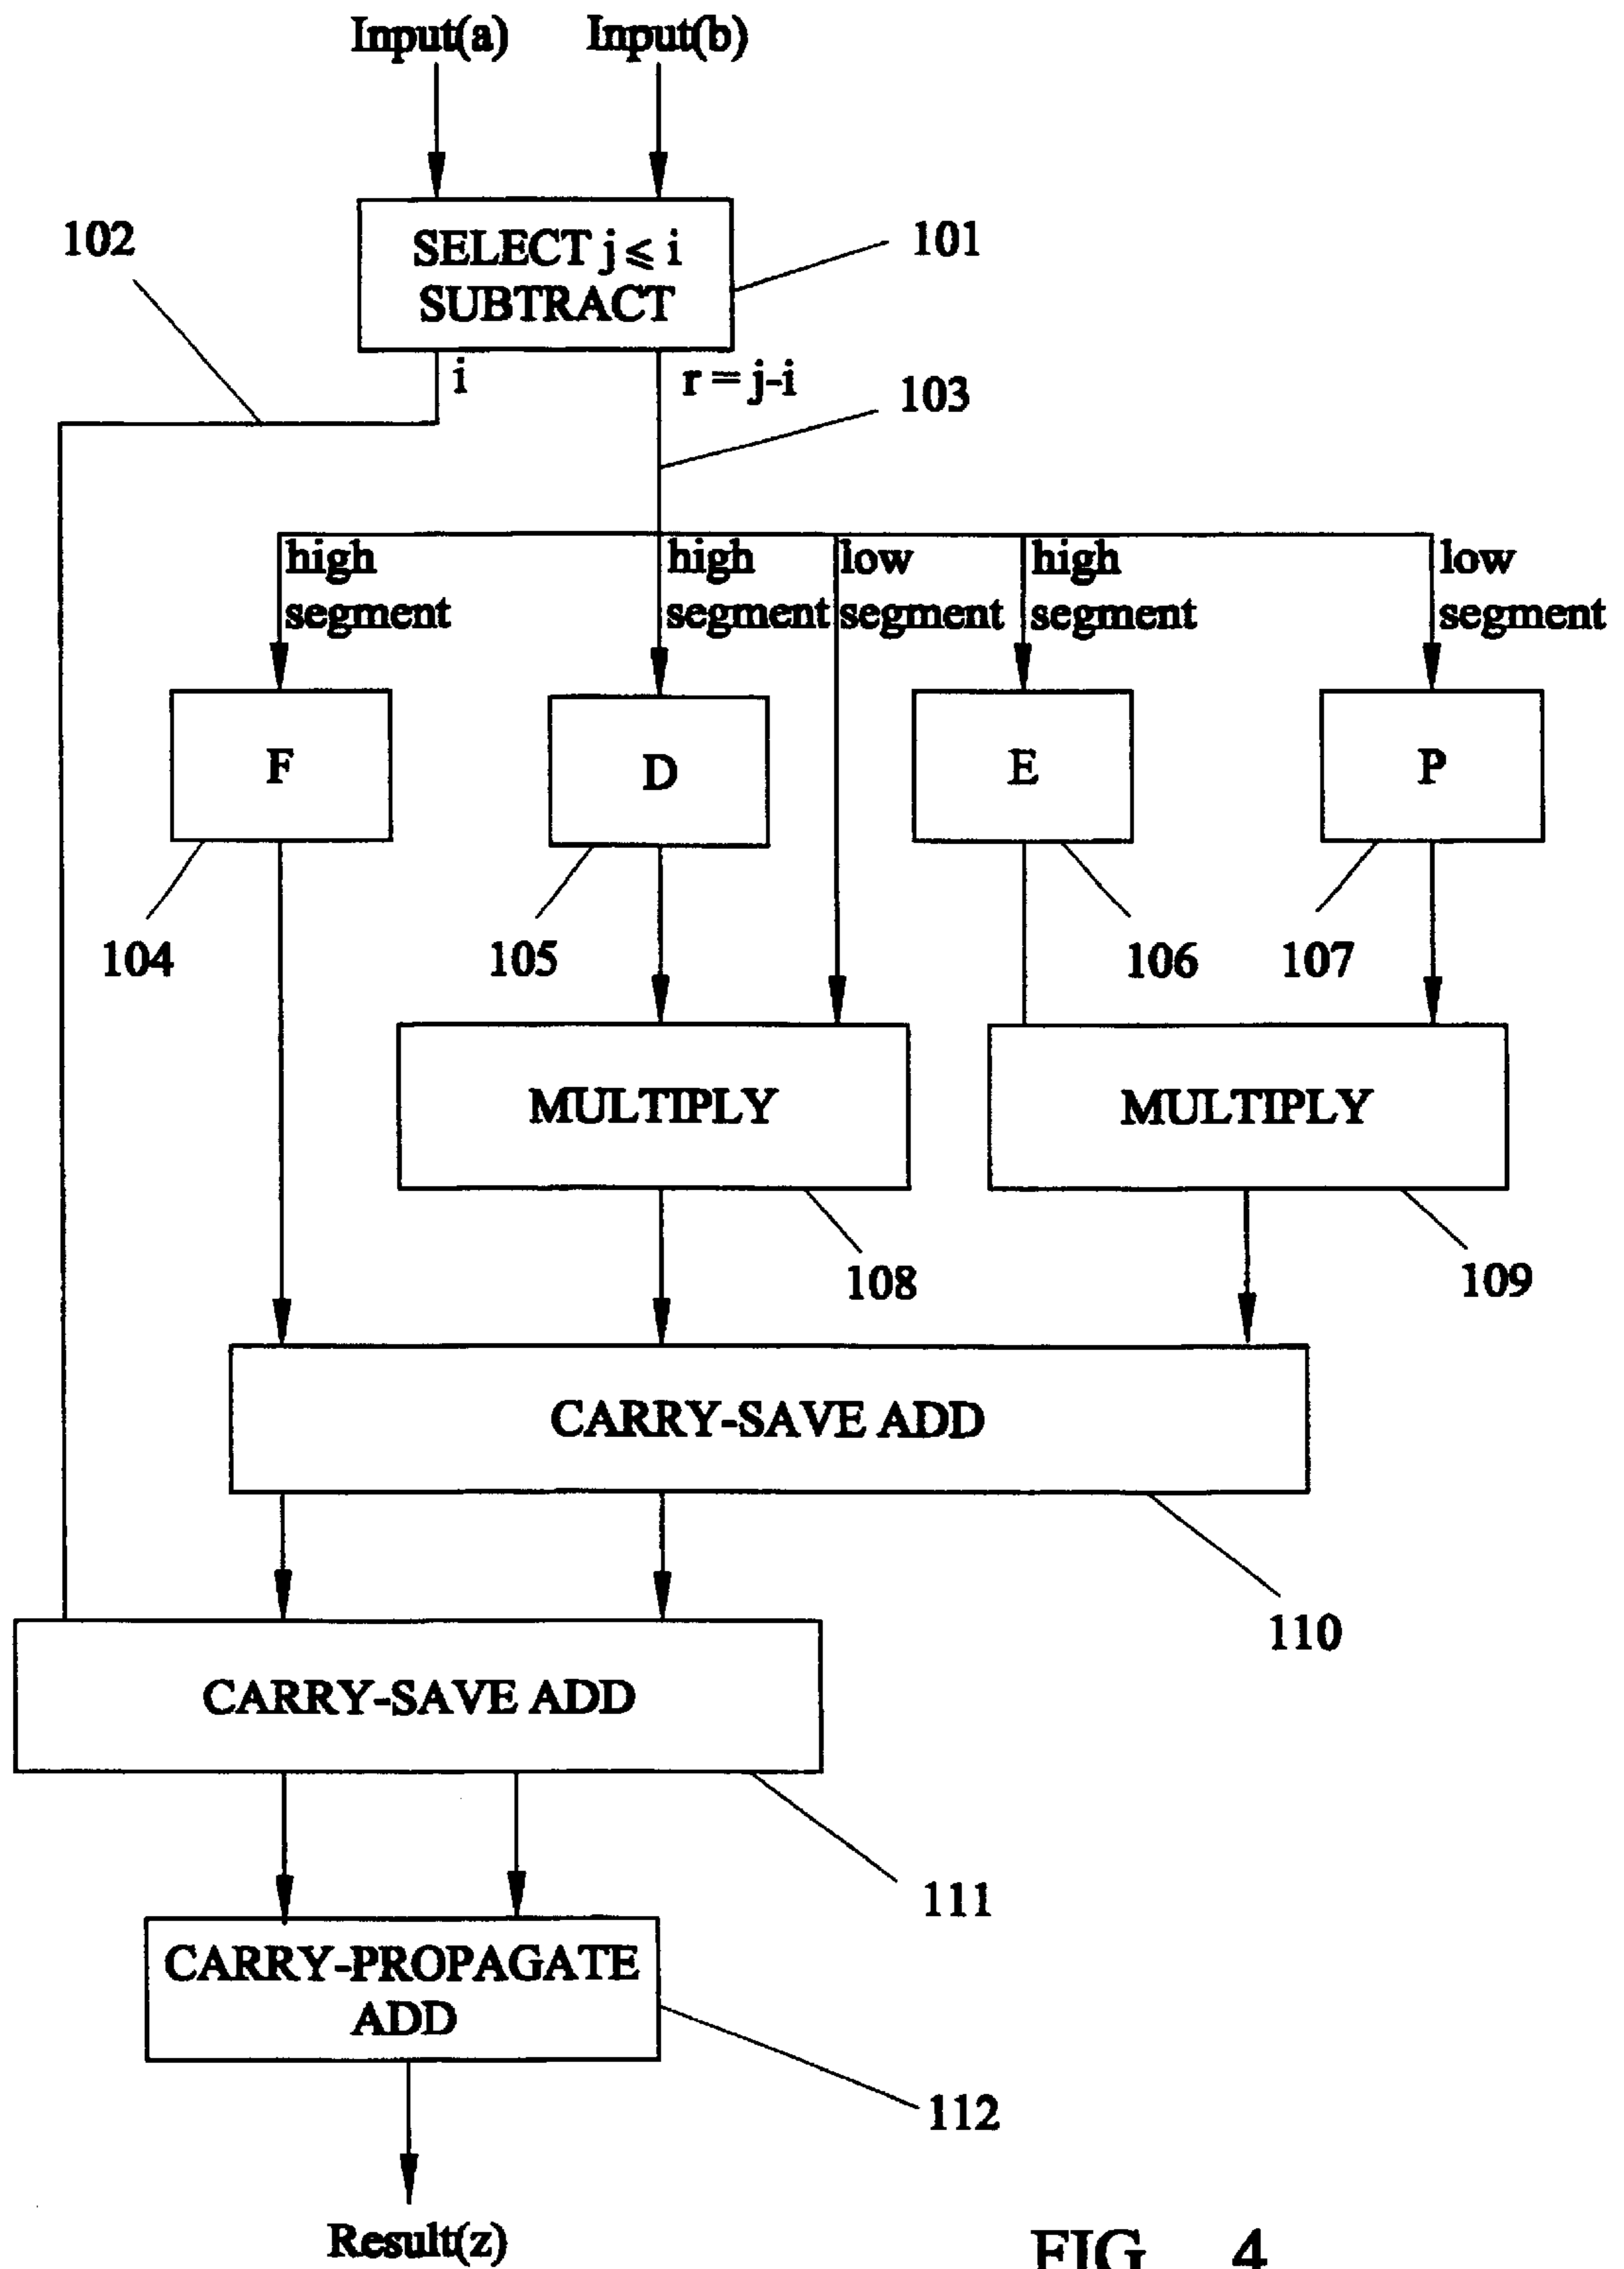 Input(a) Input(b)
102
SELECT j ⩽ i
SUBTRACT
101
i
r = j-i
103
high
segment
high
segment
low
segment
high
segment
low
segment
F
D
E
P
104
105
106
107
MULTIPLY
MULTIPLY
108
109
CARRY-SAVE ADD
110
CARRY-SAVE ADD
111
CARRY-PROPAGATE
ADD
112
Result(z)
FIG 4